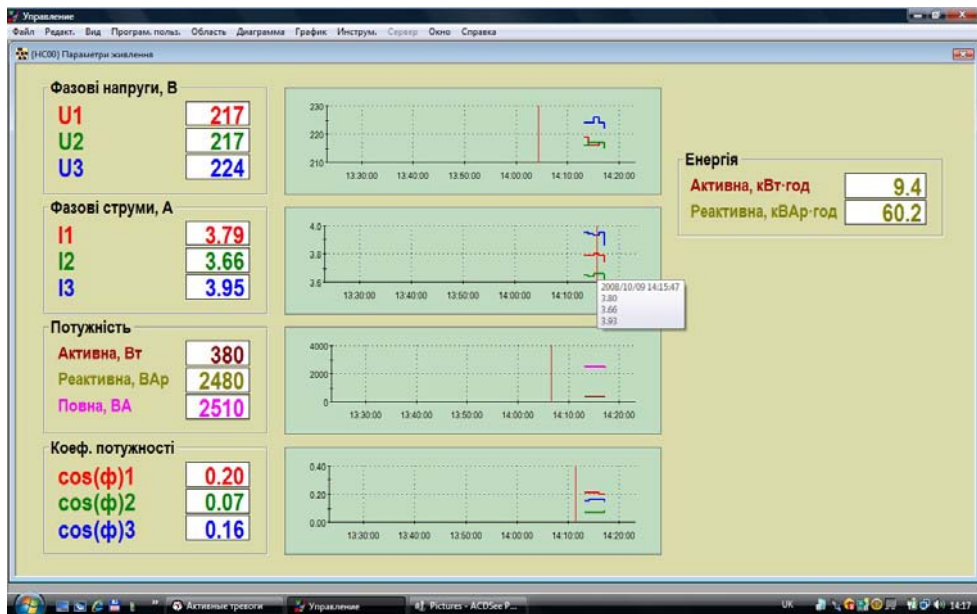 Управление
Файл Редакт. Вид Програм. польз. Область Диаграмма График Инструм. Сервер Окно Справка
(НС00) Параметри живлення
Фазові напруги, В
U1 217
U2 217
U3 224
230
220
210
13:30:00 13:40:00 13:50:00 14:00:00 14:10:00 14:20:00
Енергія
Активна, кВт·год 9.4
Реактивна, кВАр·год 60.2
Фазові струми, А
I1 3.79
I2 3.66
I3 3.95
4.0
3.8
3.6
13:30:00 13:40:00 13:50:00 14:00:00 14:10:00
2008/10/09 14:15:47
3.80
3.66
3.93
Потужність
Активна, Вт 380
Реактивна, ВАр 2480
Повна, ВА 2510
4000
2000
0
13:30:00 13:40:00 13:50:00 14:00:00 14:10:00 14:20:00
Коеф. потужності
cos(ф)1 0.20
cos(ф)2 0.07
cos(ф)3 0.16
0.40
0.20
0.00
13:30:00 13:40:00 13:50:00 14:00:00 14:10:00 14:20:00
Активные тревоги Управление Pictures - ACDSee P... UK 14:17